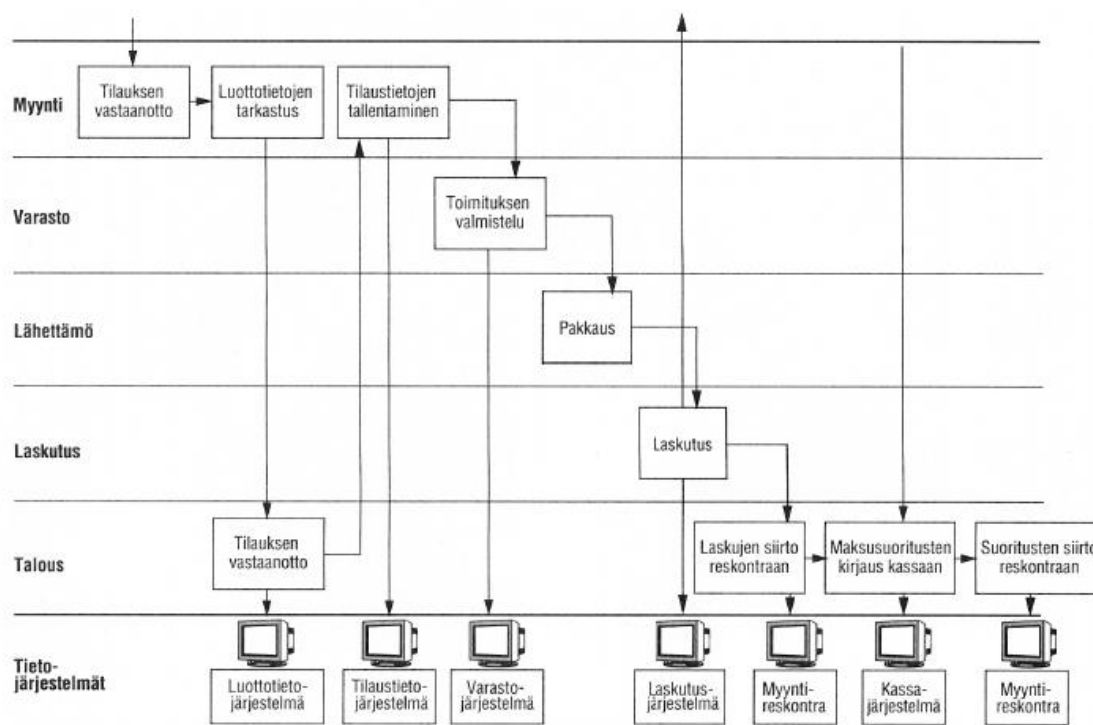 Myynti
Tilauksen
vastaanotto
Luottotietojen
tarkastus
Tilaustietojen
tallentaminen
Varasto
Toimituksen
valmistelu
Lähettämö
Pakkaus
Laskutus
Laskutus
Talous
Tilauksen
vastaanotto
Laskujen siirto
reskontraan
Maksusuoritusten
kirjaus kassaan
Suoritusten siirto
reskontraan
Tieto-
järjestelmät
Luottotieto-
järjestelmä
Tilaustieto-
järjestelmä
Varasto-
järjestelmä
Laskutus-
järjestelmä
Myynti-
reskontra
Kassa-
järjestelmä
Myynti-
reskontra